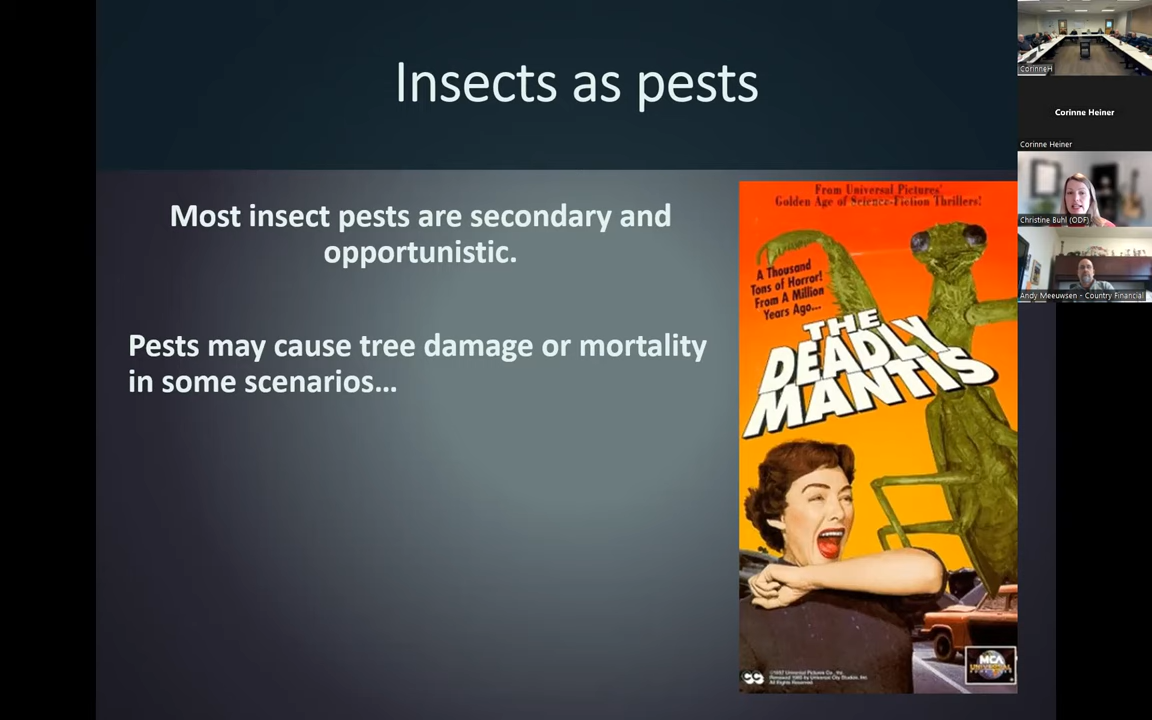 Insects as pests
Most insect pests are secondary and
opportunistic.
Pests may cause tree damage or mortality
in some scenarios...
From Universal Pictures'
Golden Age of Science-Fiction Thrillers!
A Thousand
Tons of Horror!
From A Million
Years Ago...
THE
DEADLY
MANTIS
MCA
UNIVERSAL
CorinneH
Corinne Heiner
Corinne Heiner
Christine Buhl (ODF)
Andy Meeuwsen - Country Financial